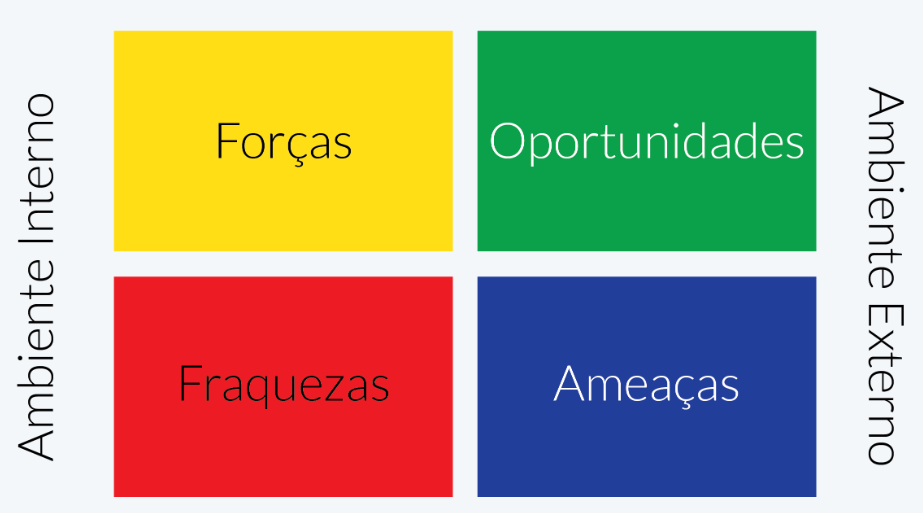 Ambiente Interno
Forças
Oportunidades
Fraquezas
Ameaças
Ambiente Externo